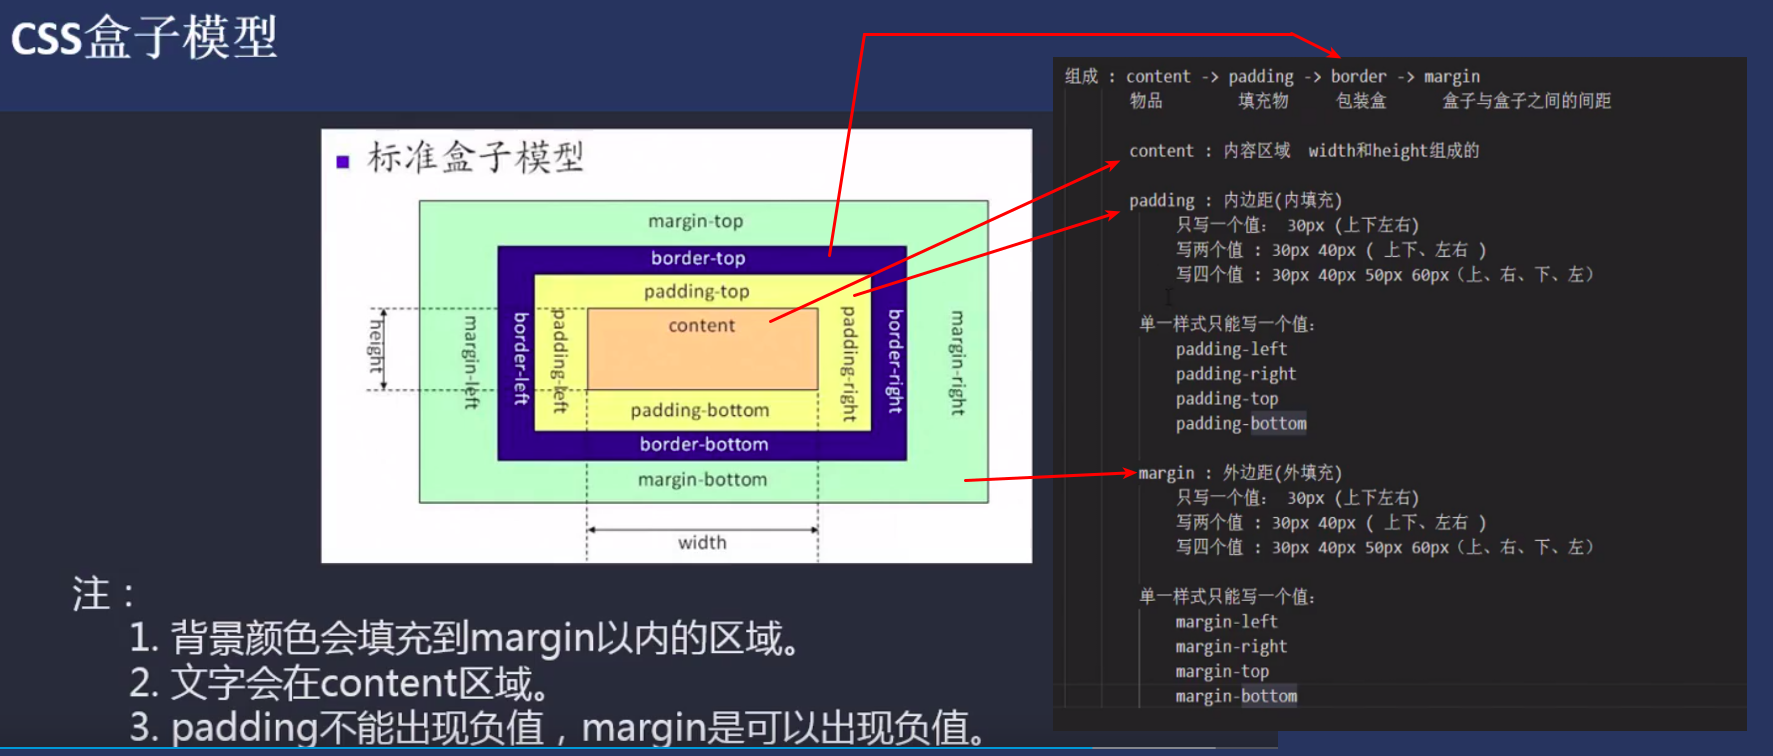 CSS盒子模型
标准盒子模型
margin-top
border-top
padding-top
content
height
margin-left
border-left
padding-left
padding-right
border-right
margin-right
padding-bottom
border-bottom
margin-bottom
width
注：
1. 背景颜色会填充到margin以内的区域。
2. 文字会在content区域。
3. padding不能出现负值，margin是可以出现负值。
组成 : content -> padding -> border -> margin
物品 填充物 包装盒 盒子与盒子之间的间距
content : 内容区域 width和height组成的
padding : 内边距(内填充)
只写一个值： 30px (上下左右)
写两个值 : 30px 40px ( 上下、左右 )
写四个值 : 30px 40px 50px 60px（上、右、下、左）
单一样式只能写一个值：
padding-left
padding-right
padding-top
padding-bottom
margin : 外边距(外填充)
只写一个值： 30px (上下左右)
写两个值 : 30px 40px ( 上下、左右 )
写四个值 : 30px 40px 50px 60px（上、右、下、左）
单一样式只能写一个值：
margin-left
margin-right
margin-top
margin-bottom